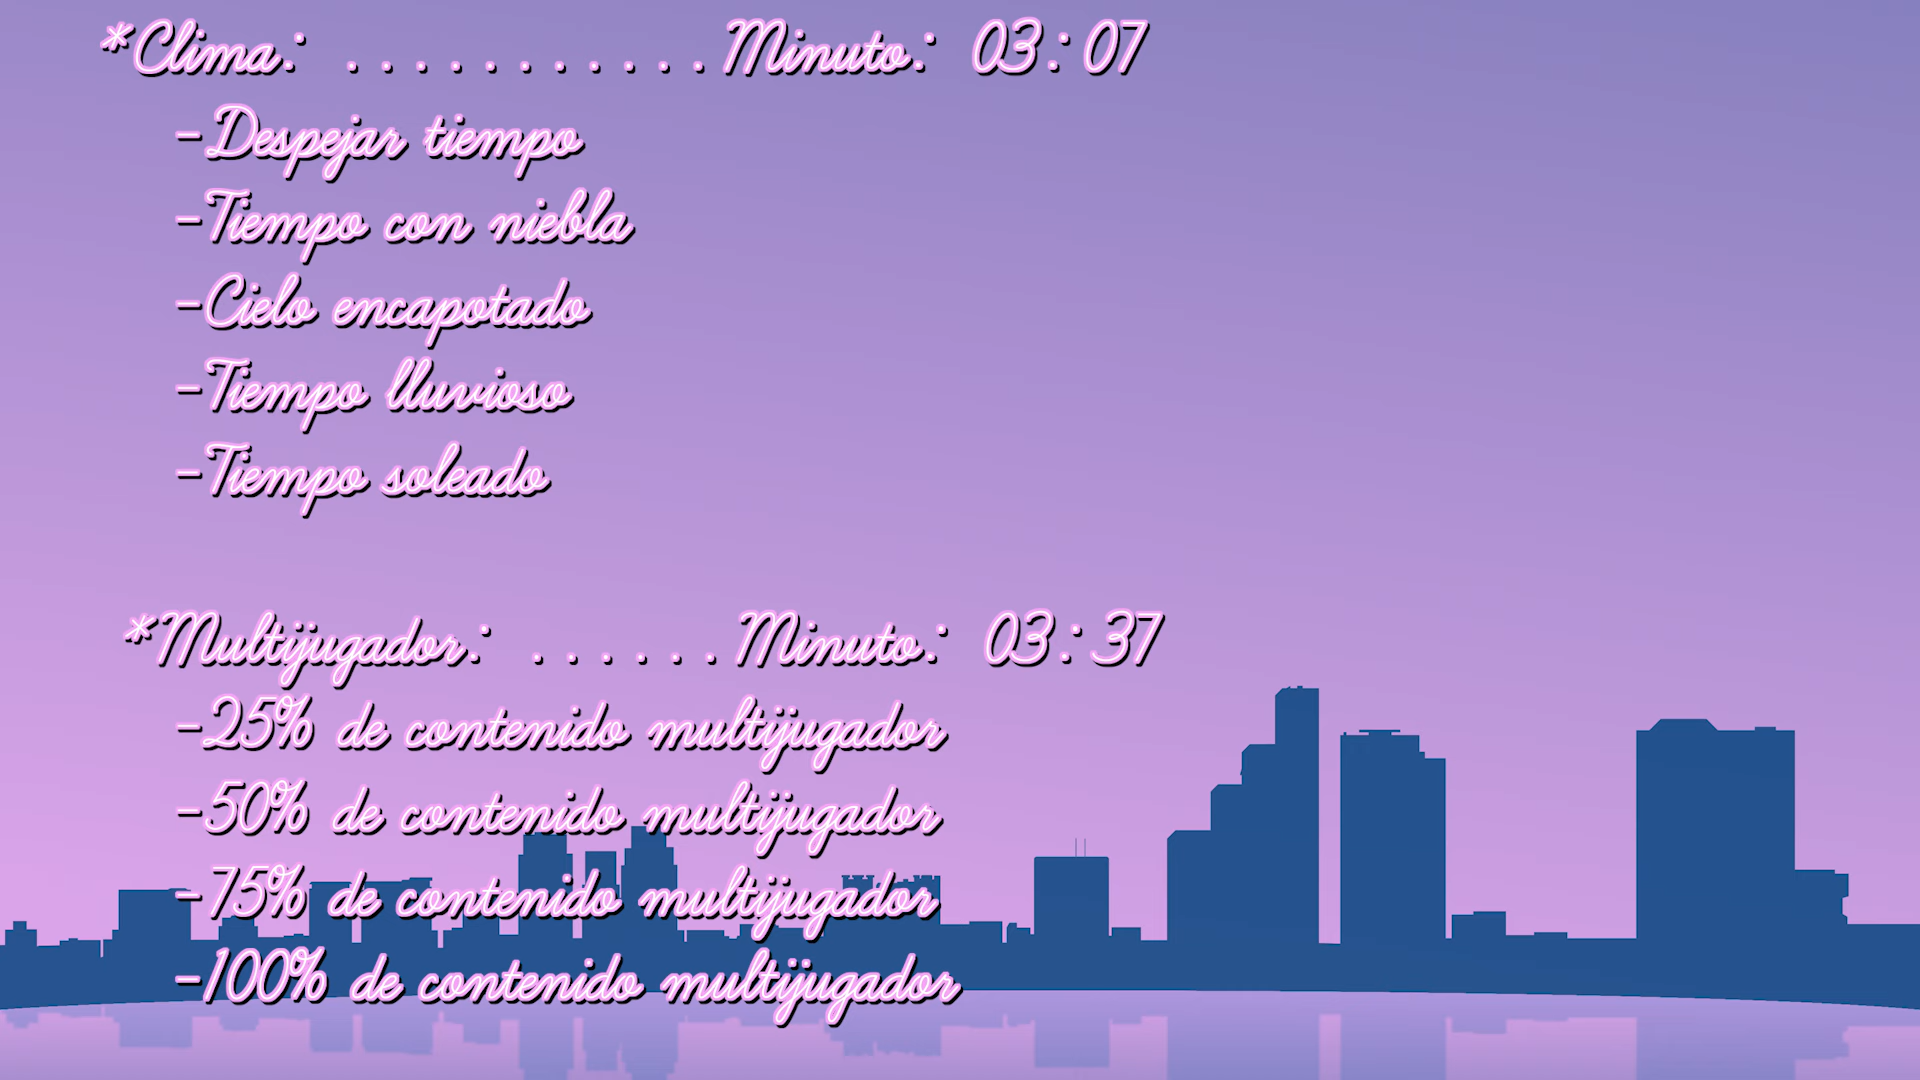 *Clima: ...........Minuto: 03:07
-Despejar tiempo
-Tiempo con niebla
-Cielo encapotado
-Tiempo lluvioso
-Tiempo soleado
*Multijugador: ......Minuto: 03:37
-25% de contenido multijugador
-50% de contenido multijugador
-75% de contenido multijugador
-100% de contenido multijugador